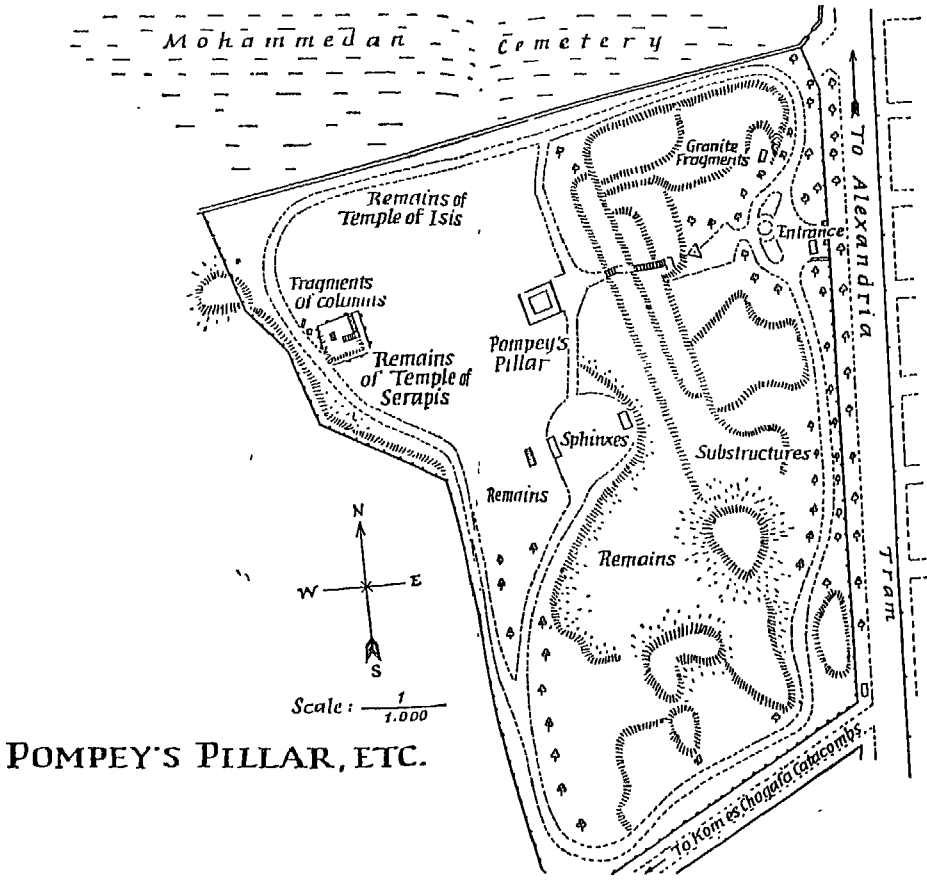 Mohammedan Cemetery
Granite
Fragments
To Alexandria
Remains of
Temple of Isis
Entrance
Fragments
of columns
Pompey's
Pillar
Remains
of Temple of
Serapis
Sphinxes
Substructures
Remains
Remains
Tram
N
W E
S
Scale: 1
1.000
POMPEY'S PILLAR, ETC.
To Kom es Chogafa Catacombs